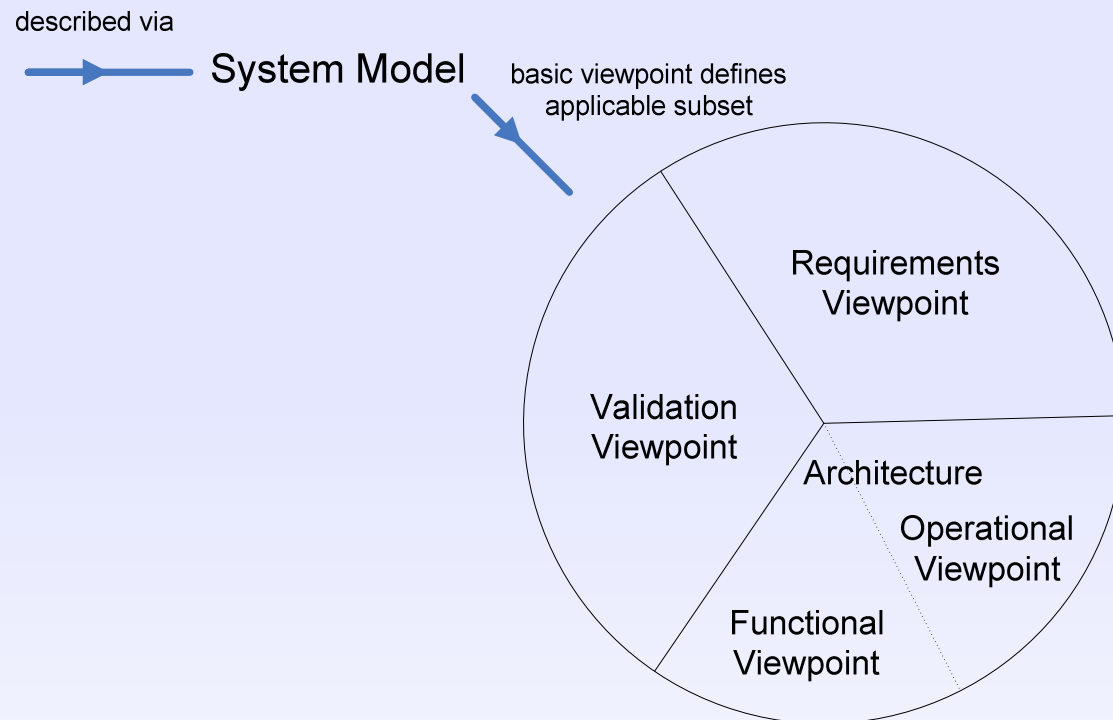 described via
System Model
basic viewpoint defines
applicable subset
Requirements
Viewpoint
Validation
Viewpoint
Architecture
Operational
Viewpoint
Functional
Viewpoint